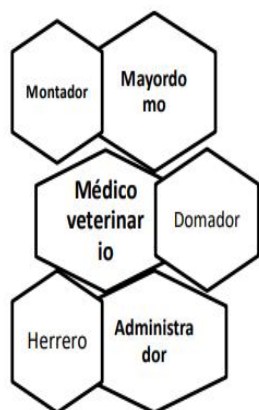 Montador
Mayordo
mo
Médico
veterinar
io
Domador
Herrero
Administra
dor